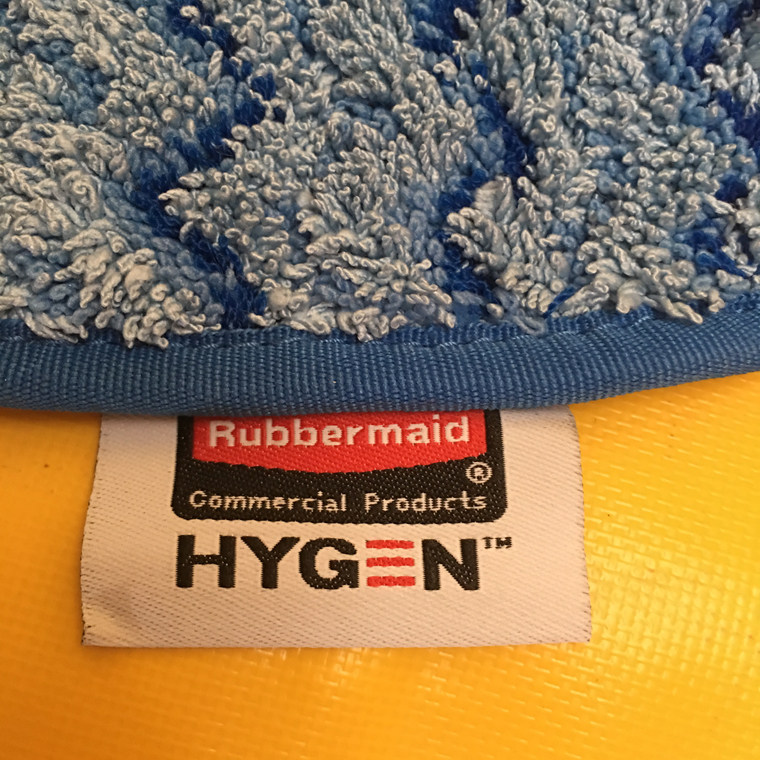 Rubbermaid
®
Commercial Products
HYGEN™